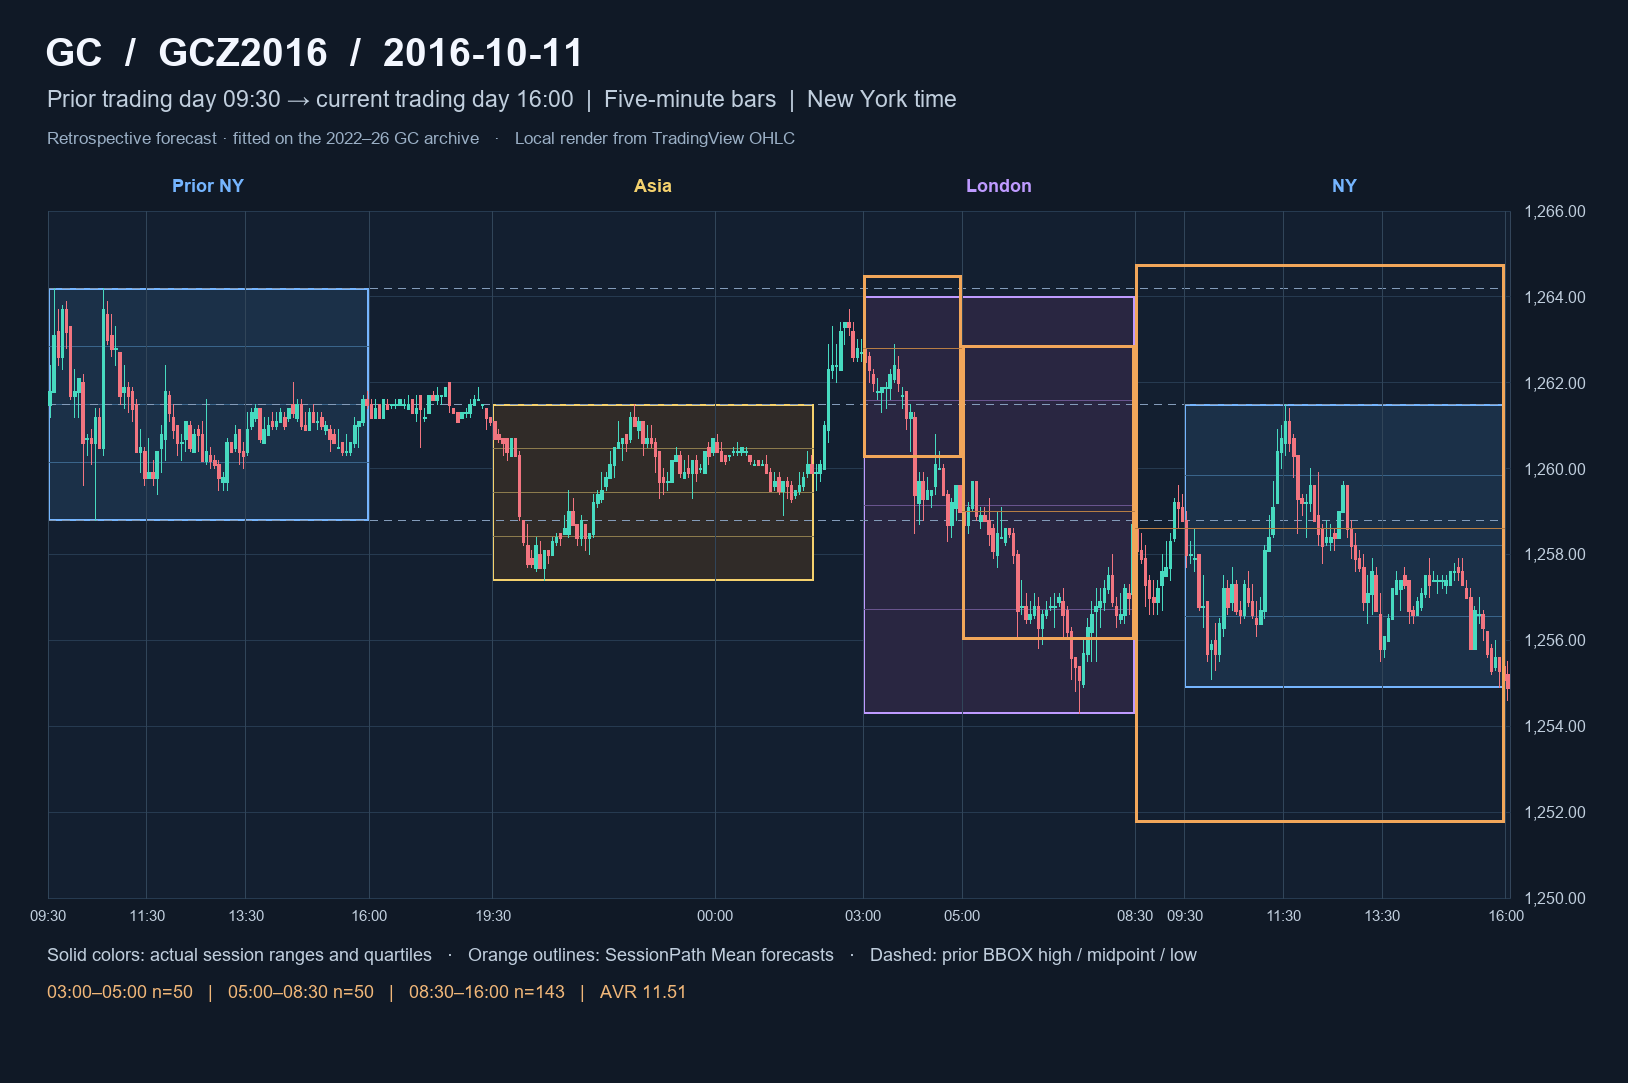 GC / GCZ2016 / 2016-10-11
Prior trading day 09:30 → current trading day 16:00 | Five-minute bars | New York time
Retrospective forecast · fitted on the 2022–26 GC archive · Local render from TradingView OHLC
Prior NY Asia London NY
1,266.00
1,264.00
1,262.00
1,260.00
1,258.00
1,256.00
1,254.00
1,252.00
1,250.00
09:30 11:30 13:30 16:00 19:30 00:00 03:00 05:00 08:30 09:30 11:30 13:30 16:00
Solid colors: actual session ranges and quartiles · Orange outlines: SessionPath Mean forecasts · Dashed: prior BBOX high / midpoint / low
03:00–05:00 n=50 | 05:00–08:30 n=50 | 08:30–16:00 n=143 | AVR 11.51